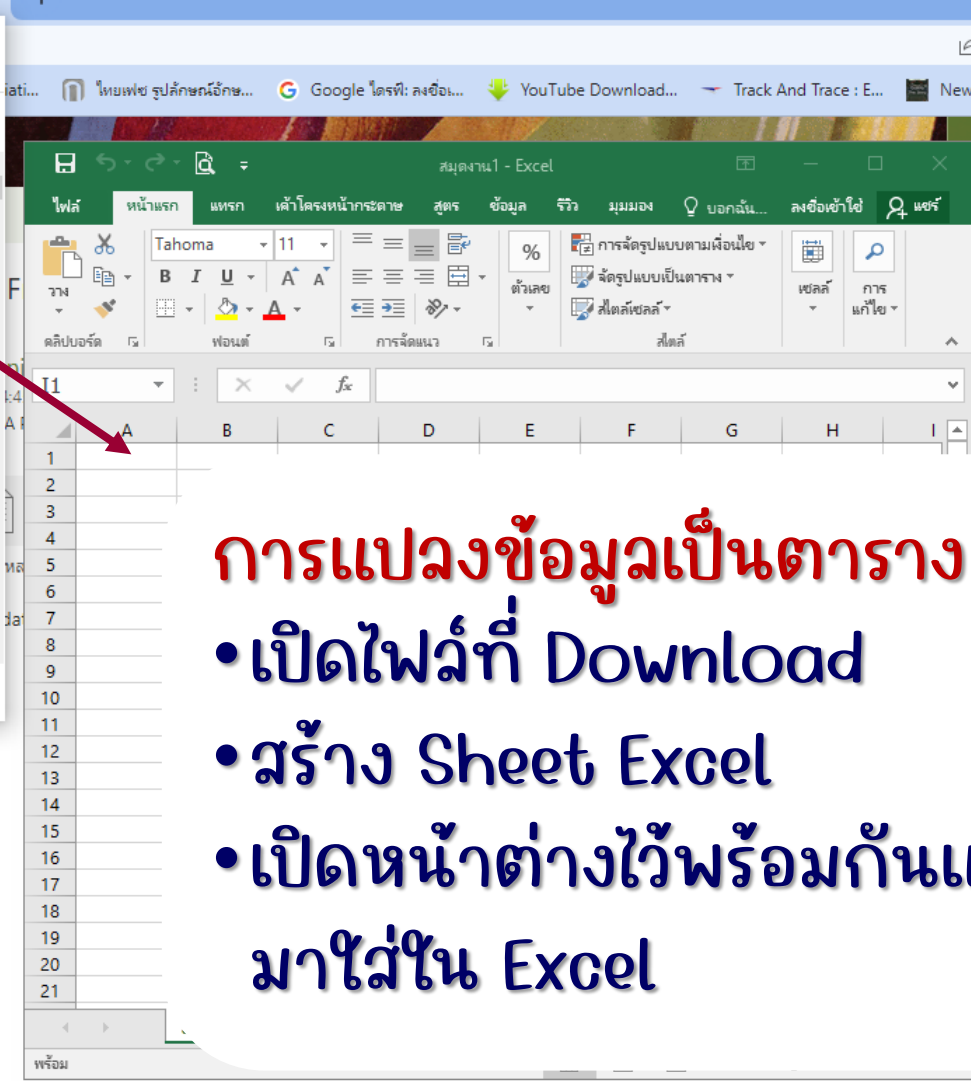 iati...
ไทยเฟซ รูปลักษณ์อักษ...
Google ไดรฟ์: ลงชื่อเ...
YouTube Download...
Track And Trace : E...
New
สมุดงาน1 - Excel
ไฟล์ หน้าแรก แทรก เค้าโครงหน้ากระดาษ สูตร ข้อมูล รีวิว มุมมอง บอกฉัน... ลงชื่อเข้าใช้ แชร์
Tahoma 11 % การจัดรูปแบบตามเงื่อนไข
B I U A A ตัวเลข จัดรูปแบบเป็นตาราง
วาง A สไตล์เซลล์ เซลล์ การแก้ไข
คลิปบอร์ด ฟอนต์ การจัดแนว สไตล์
I1 fx
A B C D E F G H I
1
2
3
4
5
6
7
8
9
10
11
12
13
14
15
16
17
18
19
20
21
การแปลงข้อมูลเป็นตาราง
•เปิดไฟล์ที่ Download
•สร้าง Sheet Excel
•เปิดหน้าต่างไว้พร้อมกันแ
มาใส่ใน Excel
พร้อม